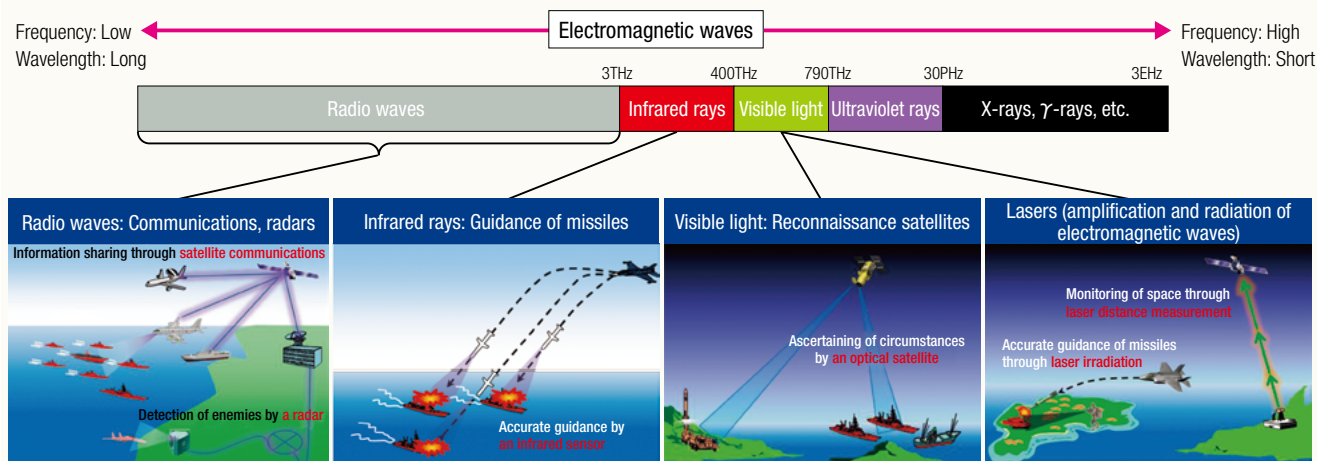 Electromagnetic waves
Frequency: Low
Wavelength: Long
Frequency: High
Wavelength: Short
3THz 400THz 790THz 30PHz 3EHz
Radio waves Infrared rays Visible light Ultraviolet rays X-rays, γ-rays, etc.
Radio waves: Communications, radars
Information sharing through satellite communications
Detection of enemies by a radar
Infrared rays: Guidance of missiles
Accurate guidance by
an infrared sensor
Visible light: Reconnaissance satellites
Ascertaining of circumstances
by an optical satellite
Lasers (amplification and radiation of
electromagnetic waves)
Monitoring of space through
laser distance measurement
Accurate guidance of missiles
through laser irradiation